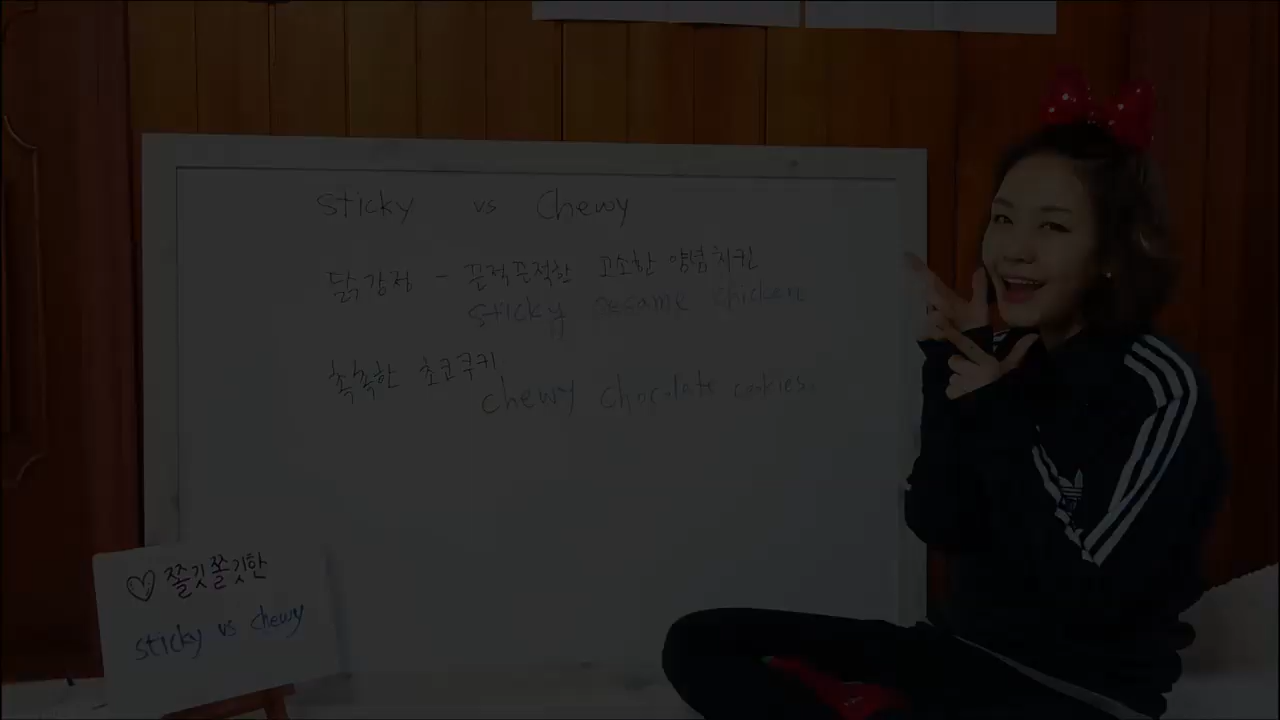 sticky vs Chewy
닭강정 - 끈적끈적한 고소한 양념치킨
sticky sesame chicken
촉촉한 초코쿠키
chewy chocolate cookies.
♡ 쫄깃쫄깃한
sticky vs chewy